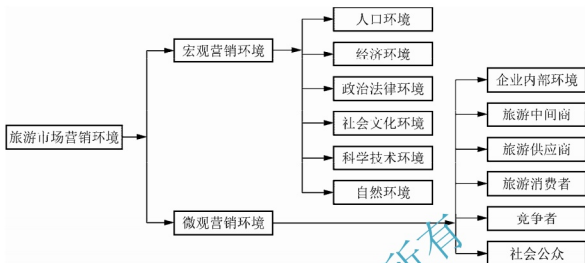 旅游市场营销环境
宏观营销环境
人口环境
经济环境
政治法律环境
社会文化环境
科学技术环境
自然环境
微观营销环境
企业内部环境
旅游中间商
旅游供应商
旅游消费者
竞争者
社会公众
所有